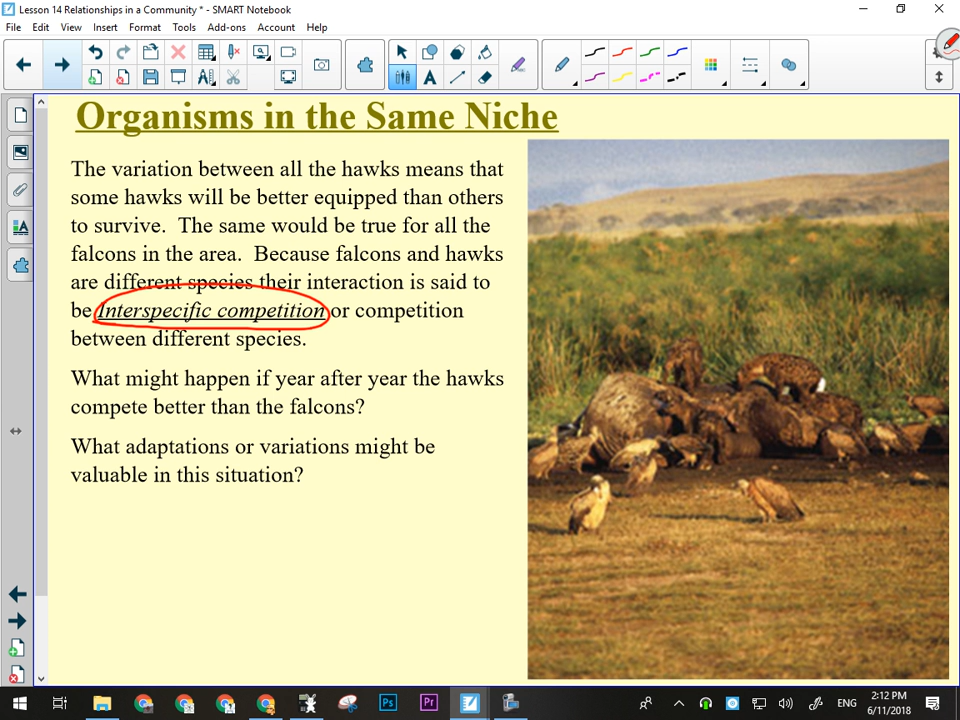 Lesson 14 Relationships in a Community * - SMART Notebook
File Edit View Insert Format Tools Add-ons Account Help
Organisms in the Same Niche
The variation between all the hawks means that
some hawks will be better equipped than others
to survive.  The same would be true for all the
falcons in the area.  Because falcons and hawks
are different species their interaction is said to
be Interspecific competition or competition
between different species.
What might happen if year after year the hawks
compete better than the falcons?
What adaptations or variations might be
valuable in this situation?
Ps Pr ENG
2:12 PM
6/11/2018